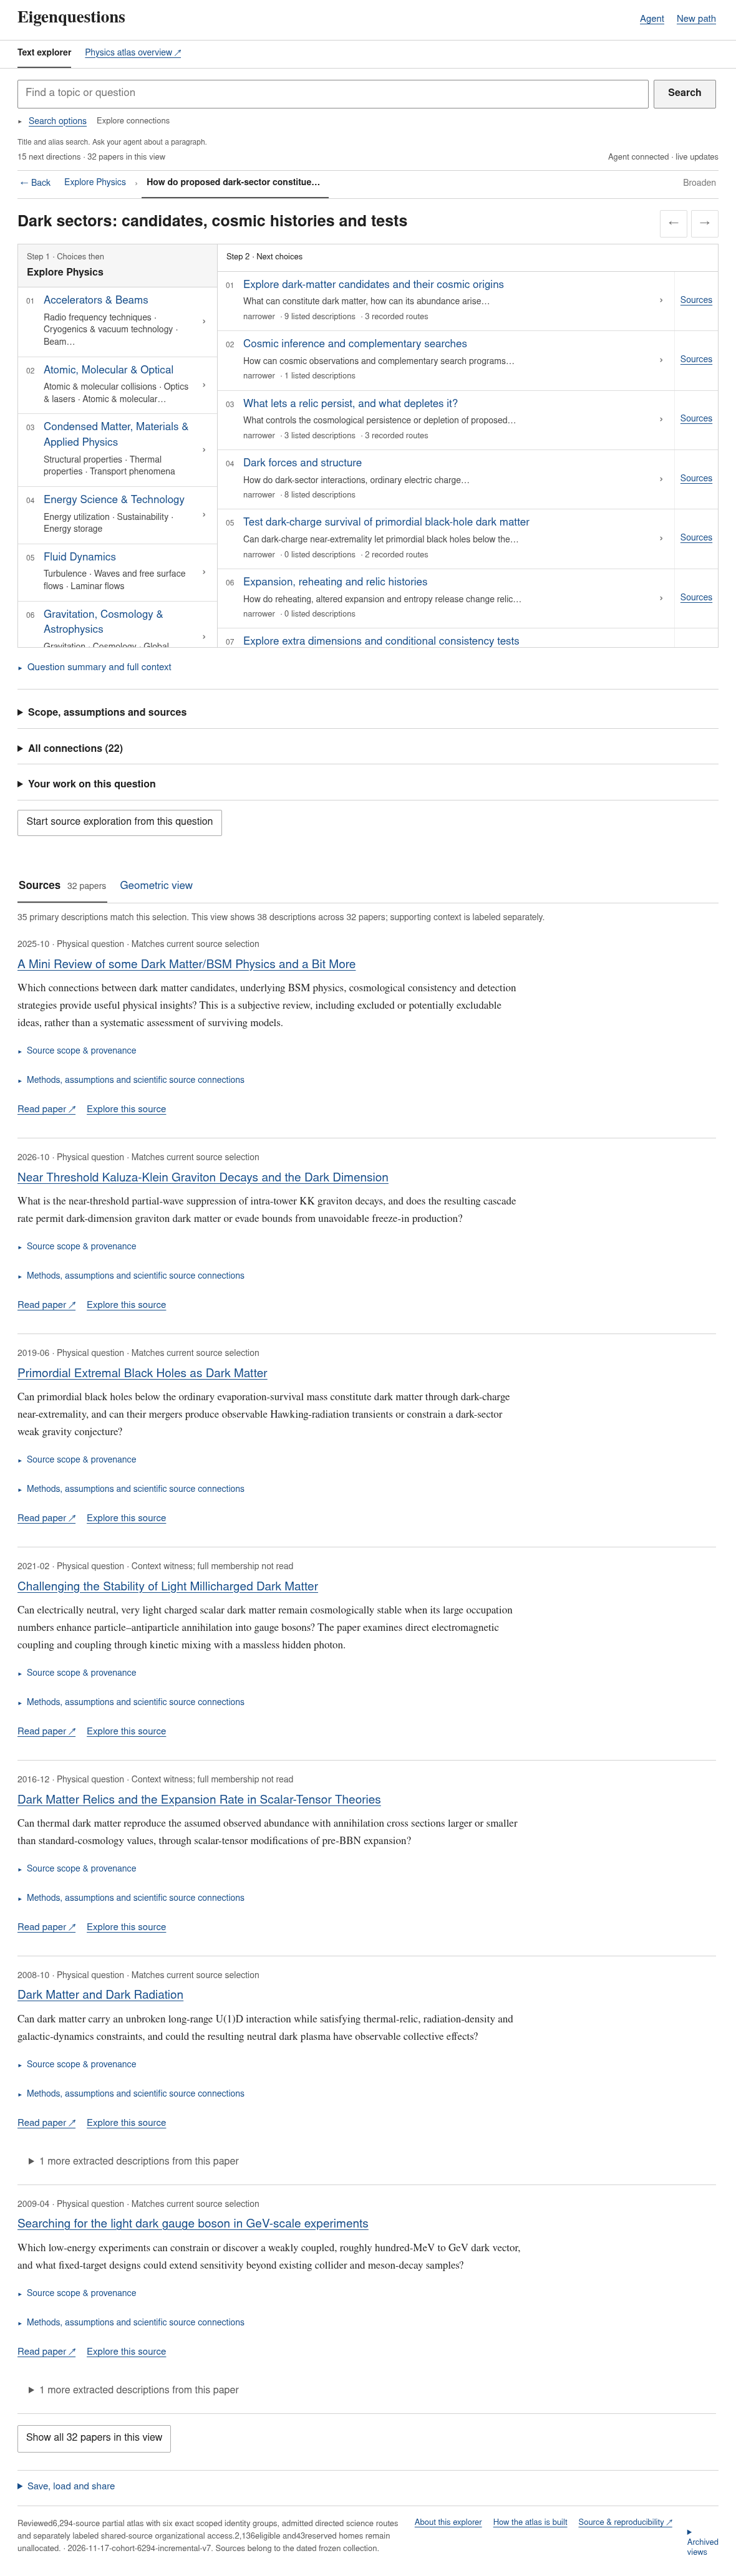 Eigenquestions
Agent New path
Text explorer Physics atlas overview ↗
Find a topic or question
Search
▸ Search options Explore connections
Title and alias search. Ask your agent about a paragraph.
15 next directions · 32 papers in this view
Agent connected · live updates
← Back Explore Physics › How do proposed dark-sector constitue…
Broaden
Dark sectors: candidates, cosmic histories and tests
← →
Step 1 · Choices then
Explore Physics
01 Accelerators & Beams
Radio frequency techniques ·
Cryogenics & vacuum technology ·
Beam…
›
02 Atomic, Molecular & Optical
Atomic & molecular collisions · Optics
& lasers · Atomic & molecular…
›
03 Condensed Matter, Materials &
Applied Physics
Structural properties · Thermal
properties · Transport phenomena
›
04 Energy Science & Technology
Energy utilization · Sustainability ·
Energy storage
›
05 Fluid Dynamics
Turbulence · Waves and free surface
flows · Laminar flows
›
06 Gravitation, Cosmology &
Astrophysics
Gravitation · Cosmology · Global
›
Step 2 · Next choices
01 Explore dark-matter candidates and their cosmic origins
What can constitute dark matter, how can its abundance arise…
narrower · 9 listed descriptions · 3 recorded routes
› Sources
02 Cosmic inference and complementary searches
How can cosmic observations and complementary search programs…
narrower · 1 listed descriptions
› Sources
03 What lets a relic persist, and what depletes it?
What controls the cosmological persistence or depletion of proposed…
narrower · 3 listed descriptions · 3 recorded routes
› Sources
04 Dark forces and structure
How do dark-sector interactions, ordinary electric charge…
narrower · 8 listed descriptions
› Sources
05 Test dark-charge survival of primordial black-hole dark matter
Can dark-charge near-extremality let primordial black holes below the…
narrower · 0 listed descriptions · 2 recorded routes
› Sources
06 Expansion, reheating and relic histories
How do reheating, altered expansion and entropy release change relic…
narrower · 0 listed descriptions
› Sources
07 Explore extra dimensions and conditional consistency tests
▸ Question summary and full context
▶ Scope, assumptions and sources
▶ All connections (22)
▶ Your work on this question
Start source exploration from this question
Sources 32 papers Geometric view
35 primary descriptions match this selection. This view shows 38 descriptions across 32 papers; supporting context is labeled separately.
2025-10 · Physical question · Matches current source selection
A Mini Review of some Dark Matter/BSM Physics and a Bit More
Which connections between dark matter candidates, underlying BSM physics, cosmological consistency and detection
strategies provide useful physical insights? This is a subjective review, including excluded or potentially excludable
ideas, rather than a systematic assessment of surviving models.
▸ Source scope & provenance
▸ Methods, assumptions and scientific source connections
Read paper ↗ Explore this source
2026-10 · Physical question · Matches current source selection
Near Threshold Kaluza-Klein Graviton Decays and the Dark Dimension
What is the near-threshold partial-wave suppression of intra-tower KK graviton decays, and does the resulting cascade
rate permit dark-dimension graviton dark matter or evade bounds from unavoidable freeze-in production?
▸ Source scope & provenance
▸ Methods, assumptions and scientific source connections
Read paper ↗ Explore this source
2019-06 · Physical question · Matches current source selection
Primordial Extremal Black Holes as Dark Matter
Can primordial black holes below the ordinary evaporation-survival mass constitute dark matter through dark-charge
near-extremality, and can their mergers produce observable Hawking-radiation transients or constrain a dark-sector
weak gravity conjecture?
▸ Source scope & provenance
▸ Methods, assumptions and scientific source connections
Read paper ↗ Explore this source
2021-02 · Physical question · Context witness; full membership not read
Challenging the Stability of Light Millicharged Dark Matter
Can electrically neutral, very light charged scalar dark matter remain cosmologically stable when its large occupation
numbers enhance particle–antiparticle annihilation into gauge bosons? The paper examines direct electromagnetic
coupling and coupling through kinetic mixing with a massless hidden photon.
▸ Source scope & provenance
▸ Methods, assumptions and scientific source connections
Read paper ↗ Explore this source
2016-12 · Physical question · Context witness; full membership not read
Dark Matter Relics and the Expansion Rate in Scalar-Tensor Theories
Can thermal dark matter reproduce the assumed observed abundance with annihilation cross sections larger or smaller
than standard-cosmology values, through scalar-tensor modifications of pre-BBN expansion?
▸ Source scope & provenance
▸ Methods, assumptions and scientific source connections
Read paper ↗ Explore this source
2008-10 · Physical question · Matches current source selection
Dark Matter and Dark Radiation
Can dark matter carry an unbroken long-range U(1)D interaction while satisfying thermal-relic, radiation-density and
galactic-dynamics constraints, and could the resulting neutral dark plasma have observable collective effects?
▸ Source scope & provenance
▸ Methods, assumptions and scientific source connections
Read paper ↗ Explore this source
▶ 1 more extracted descriptions from this paper
2009-04 · Physical question · Matches current source selection
Searching for the light dark gauge boson in GeV-scale experiments
Which low-energy experiments can constrain or discover a weakly coupled, roughly hundred-MeV to GeV dark vector,
and what fixed-target designs could extend sensitivity beyond existing collider and meson-decay samples?
▸ Source scope & provenance
▸ Methods, assumptions and scientific source connections
Read paper ↗ Explore this source
▶ 1 more extracted descriptions from this paper
Show all 32 papers in this view
▶ Save, load and share
Reviewed6,294-source partial atlas with six exact scoped identity groups, admitted direct science routes
and separately labeled shared-source organizational access.2,136eligible and43reserved homes remain
unallocated. · 2026-11-17-cohort-6294-incremental-v7. Sources belong to the dated frozen collection.
About this explorer How the atlas is built Source & reproducibility ↗
▶
Archived
views